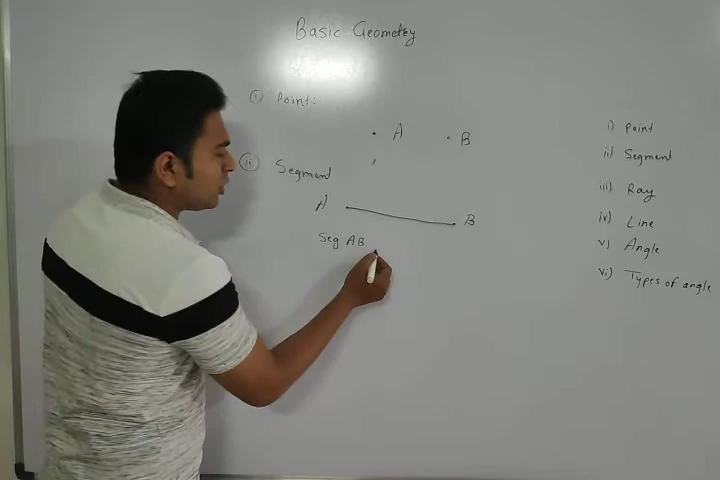 Basic Geometry
(i) Point:
A B
(ii) Segment
A B
Seg AB
i) Point
ii) Segment
iii) Ray
iv) Line
v) Angle
vi) Types of angle